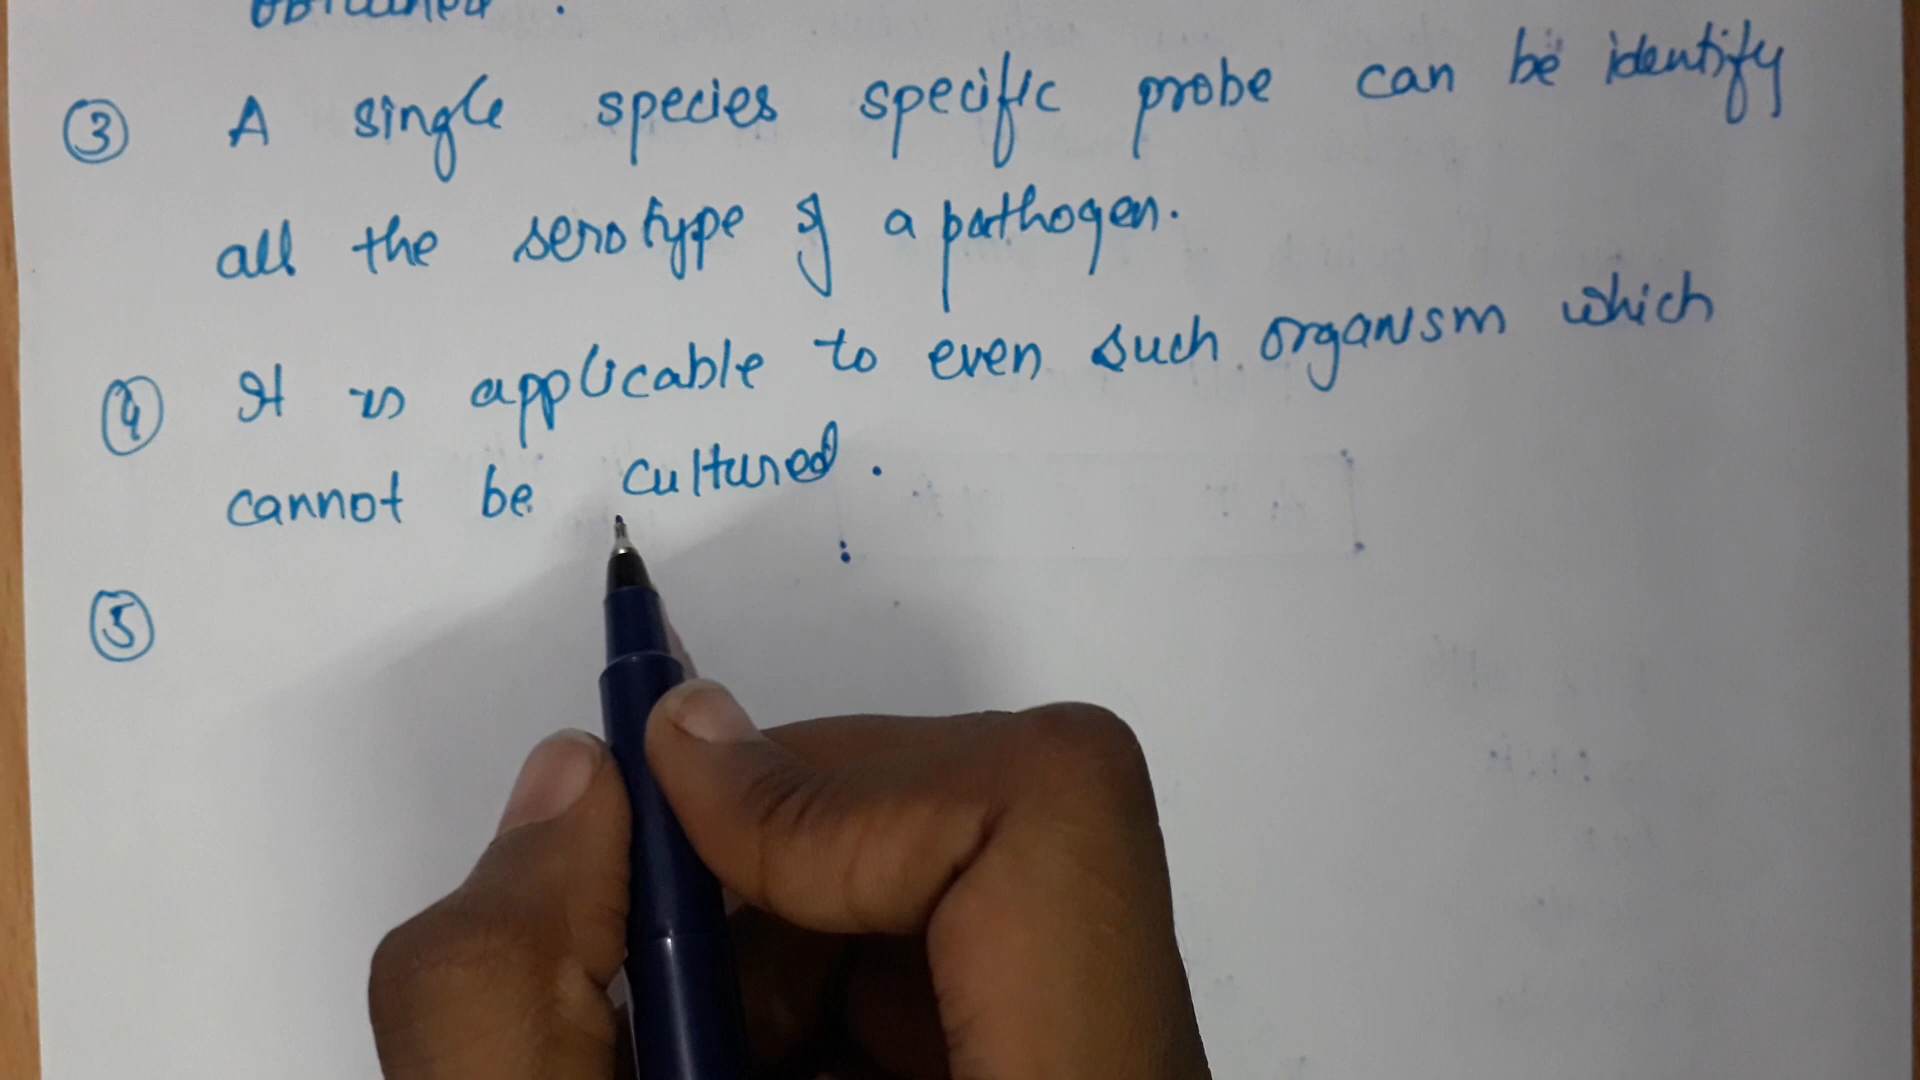 obtained.
③ A single species specific probe can be identify
all the serotype of a pathogen.
④ It is applicable to even such organism which
cannot be cultured.
⑤